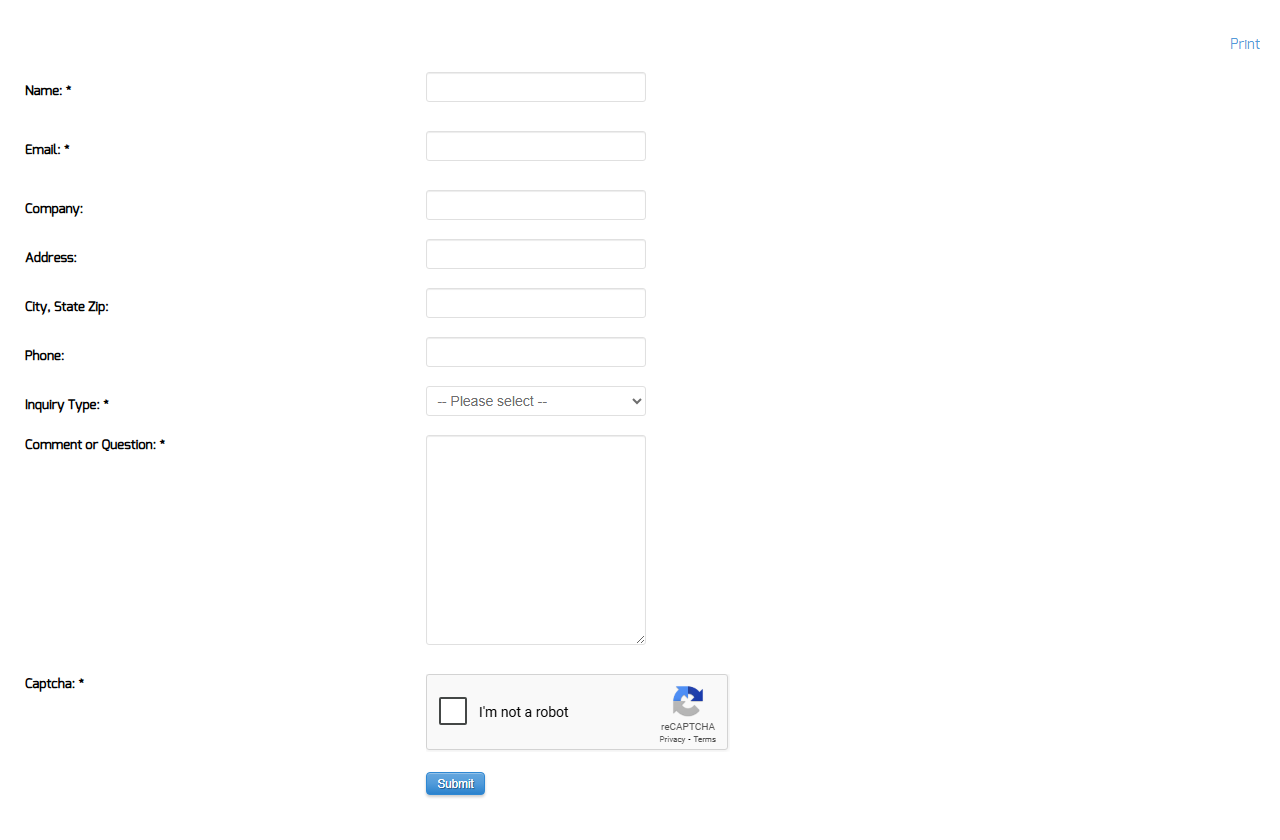 Print
Name: *
Email: *
Company:
Address:
City, State Zip:
Phone:
Inquiry Type: *
-- Please select --
Comment or Question: *
Captcha: *
I'm not a robot
reCAPTCHA
Privacy - Terms
Submit